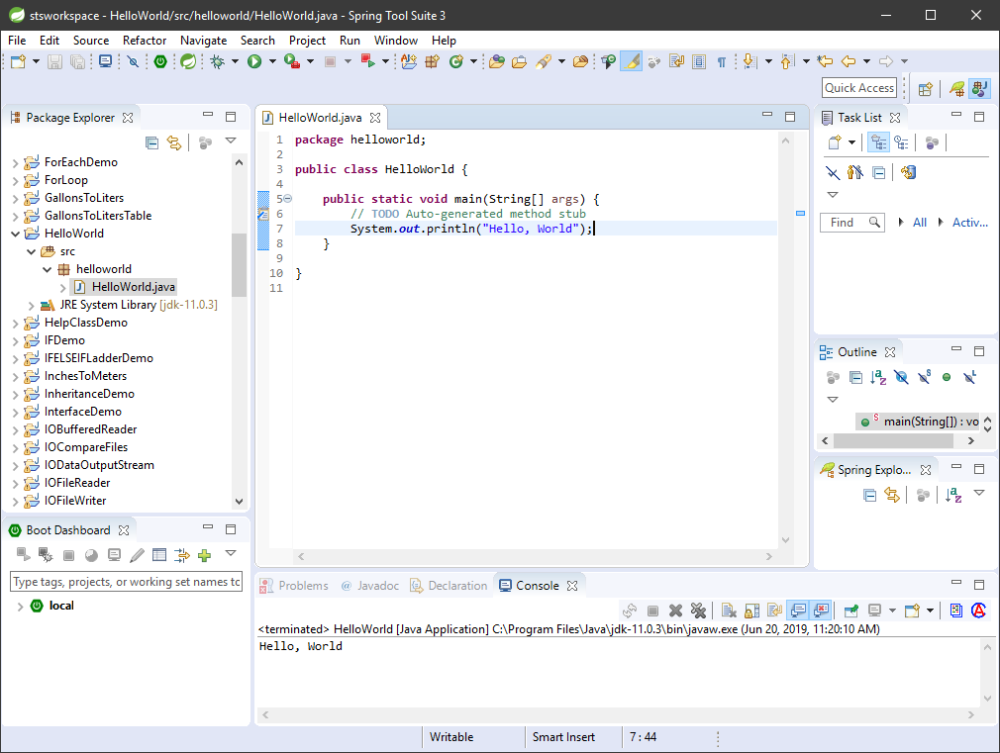 stsworkspace - HelloWorld/src/helloworld/HelloWorld.java - Spring Tool Suite 3
File Edit Source Refactor Navigate Search Project Run Window Help
Quick Access
Package Explorer
ForEachDemo
ForLoop
GallonsToLiters
GallonsToLitersTable
HelloWorld
src
helloworld
HelloWorld.java
JRE System Library [jdk-11.0.3]
HelpClassDemo
IFDemo
IFELSEIFLadderDemo
InchesToMeters
InheritanceDemo
InterfaceDemo
IOBufferedReader
IOCompareFiles
IODataOutputStream
IOFileReader
IOFileWriter
Boot Dashboard
Type tags, projects, or working set names tc
local
HelloWorld.java
1 package helloworld;
2
3 public class HelloWorld {
4
5 public static void main(String[] args) {
6 // TODO Auto-generated method stub
7 System.out.println("Hello, World");
8 }
9
10 }
11
Task List
Find All Activ...
Outline
main(String[]) : vo
Spring Explo...
Problems @ Javadoc Declaration Console
<terminated> HelloWorld [Java Application] C:\Program Files\Java\jdk-11.0.3\bin\javaw.exe (Jun 20, 2019, 11:20:10 AM)
Hello, World
Writable Smart Insert 7 : 44